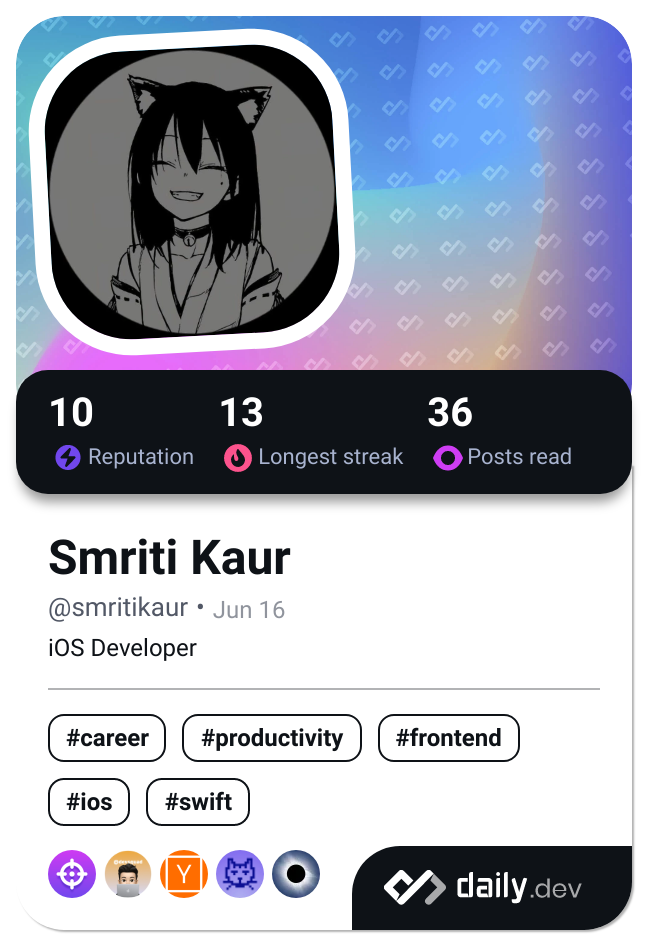 10 13 36
Reputation Longest streak Posts read
Smriti Kaur
@smritikaur • Jun 16
iOS Developer
#career #productivity #frontend
#ios #swift
Y
daily.dev